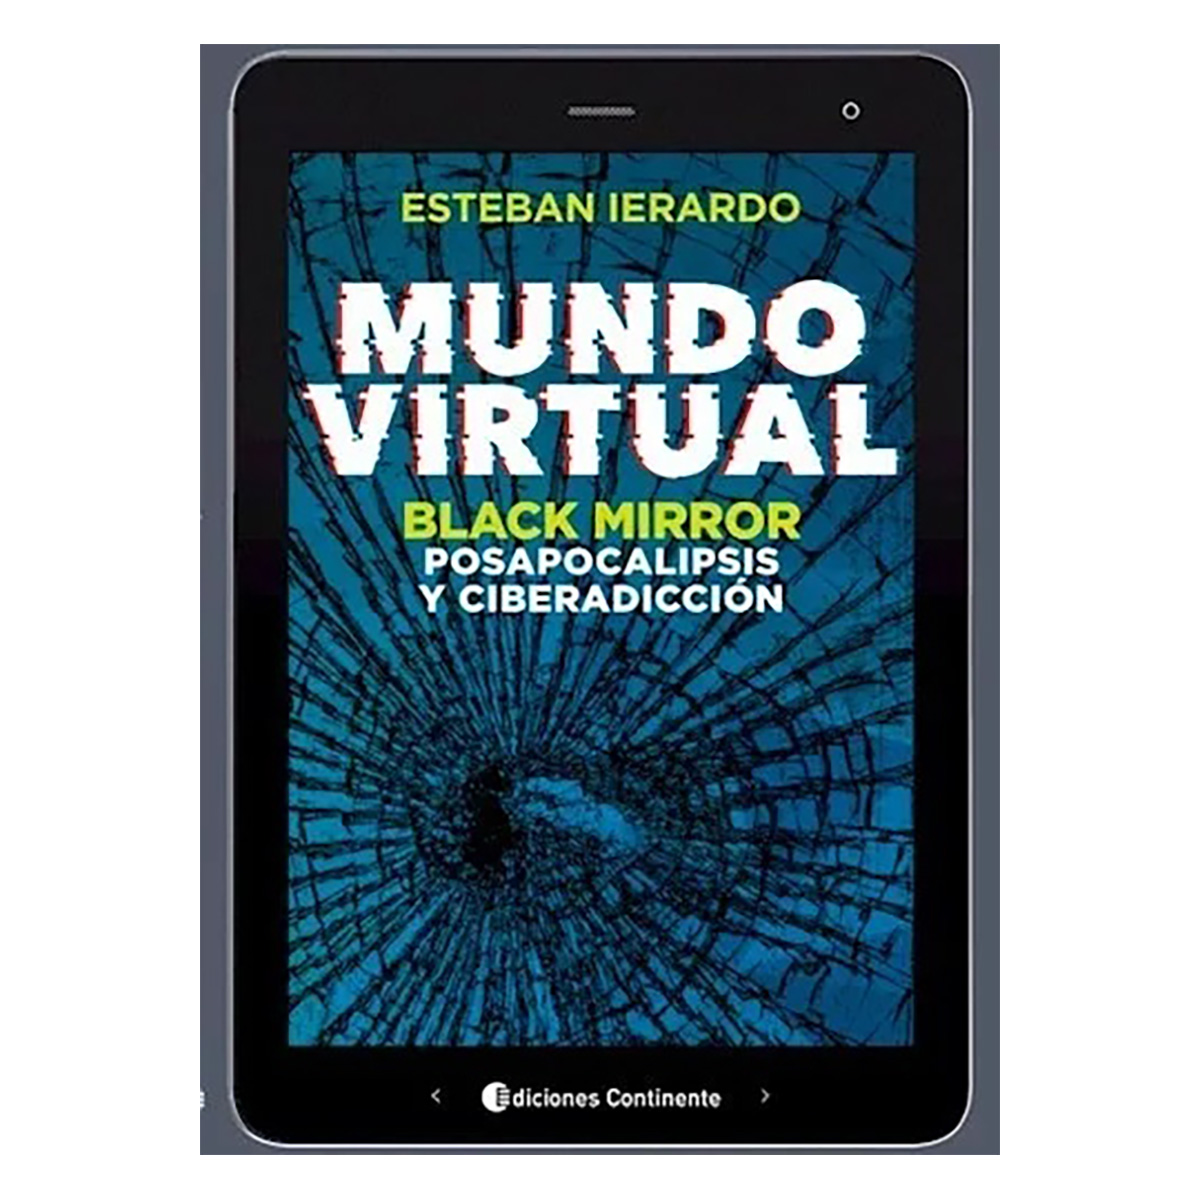 ESTEBAN IERARDO
MUNDO
VIRTUAL
BLACK MIRROR
POSAPOCALIPSIS
Y CIBERADICCIÓN
‹ Ediciones Continente ›